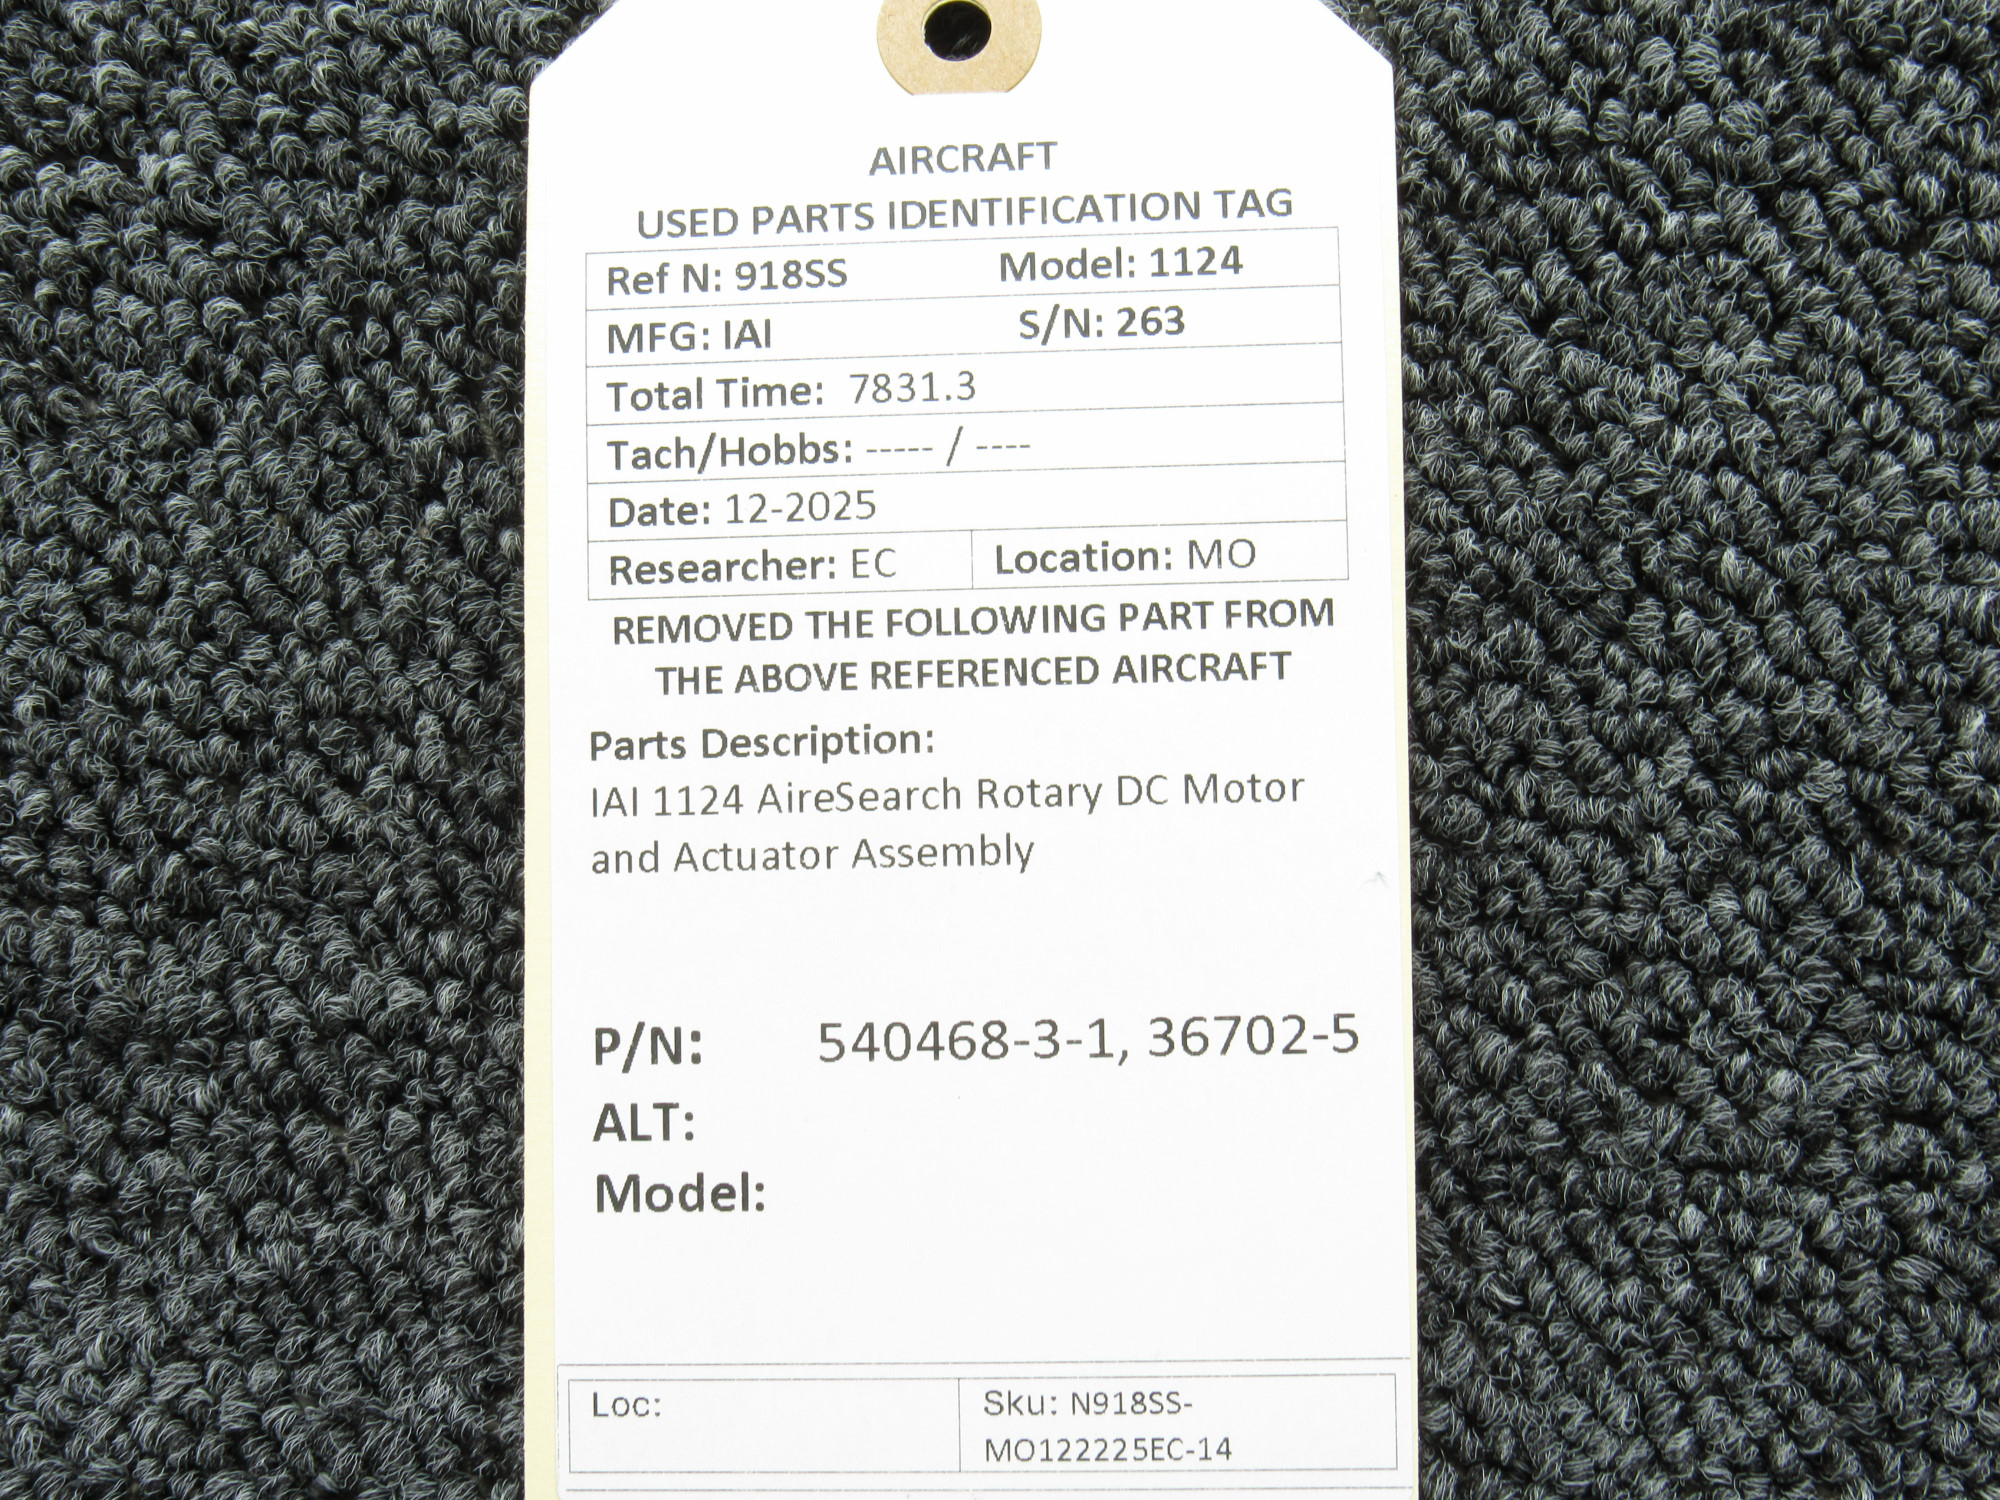 AIRCRAFT
USED PARTS IDENTIFICATION TAG
Ref N: 918SS Model: 1124
MFG: IAI S/N: 263
Total Time: 7831.3
Tach/Hobbs: ----- / ----
Date: 12-2025
Researcher: EC Location: MO
REMOVED THE FOLLOWING PART FROM
THE ABOVE REFERENCED AIRCRAFT
Parts Description:
IAI 1124 AireSearch Rotary DC Motor
and Actuator Assembly
P/N: 540468-3-1, 36702-5
ALT:
Model:
Loc: Sku: N918SS-
MO122225EC-14